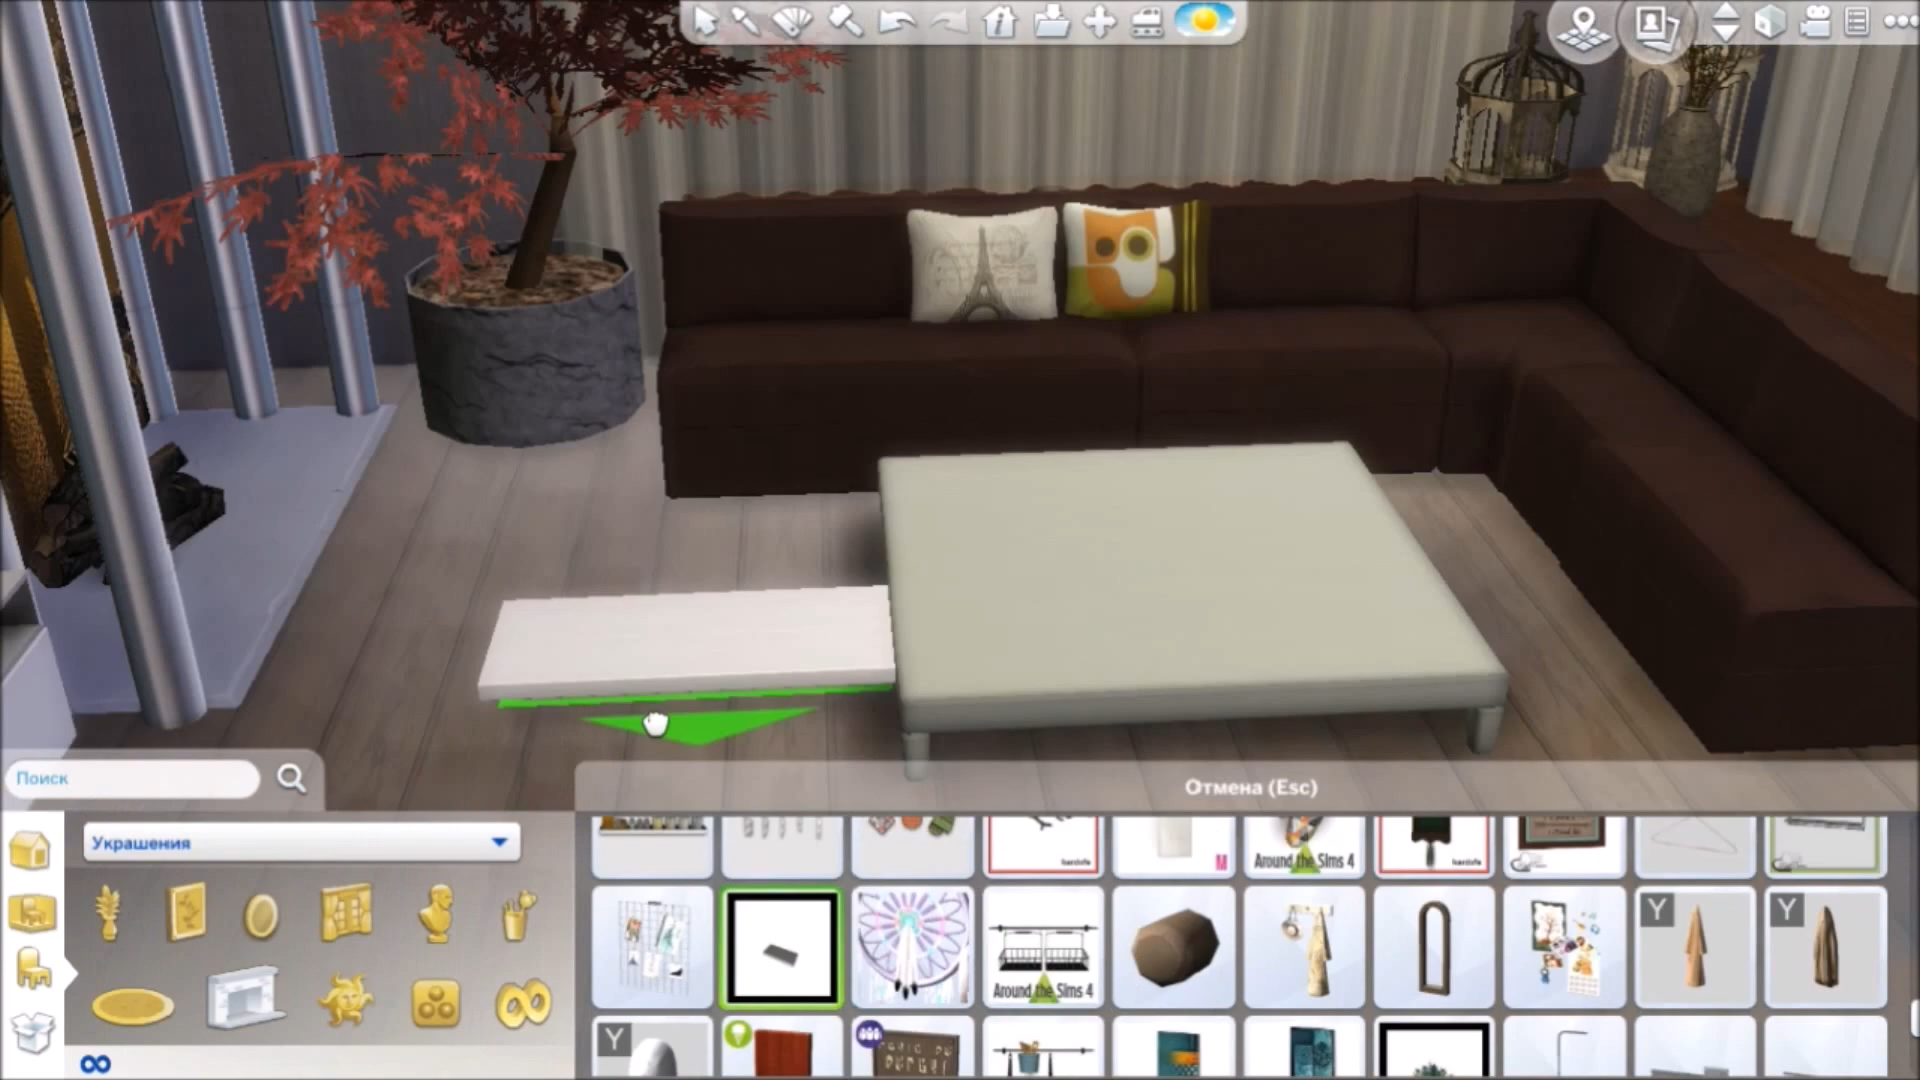 Поиск
Отмена (Esc)
Украшения
Around the Sims 4
Around the Sims 4
Y
Y
Y